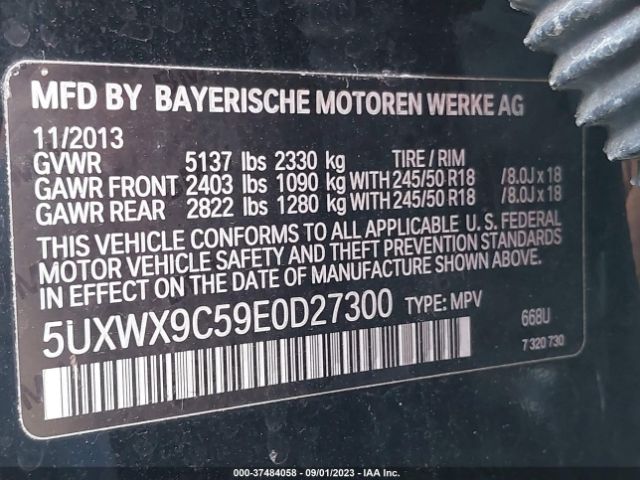 MFD BY BAYERISCHE MOTOREN WERKE AG
11/2013
GVWR 5137 lbs 2330 kg TIRE / RIM
GAWR FRONT 2403 lbs 1090 kg WITH 245/50 R18 /8.0J x 18
GAWR REAR 2822 lbs 1280 kg WITH 245/50 R18 /8.0J x 18
THIS VEHICLE CONFORMS TO ALL APPLICABLE U.S. FEDERAL
MOTOR VEHICLE SAFETY AND THEFT PREVENTION STANDARDS
IN EFFECT ON THE DATE OF MANUFACTURE SHOWN ABOVE.
5UXWX9C59E0D27300 TYPE: MPV 668U
7 320 730
000-37484058 - 09/01/2023 - IAA Inc.